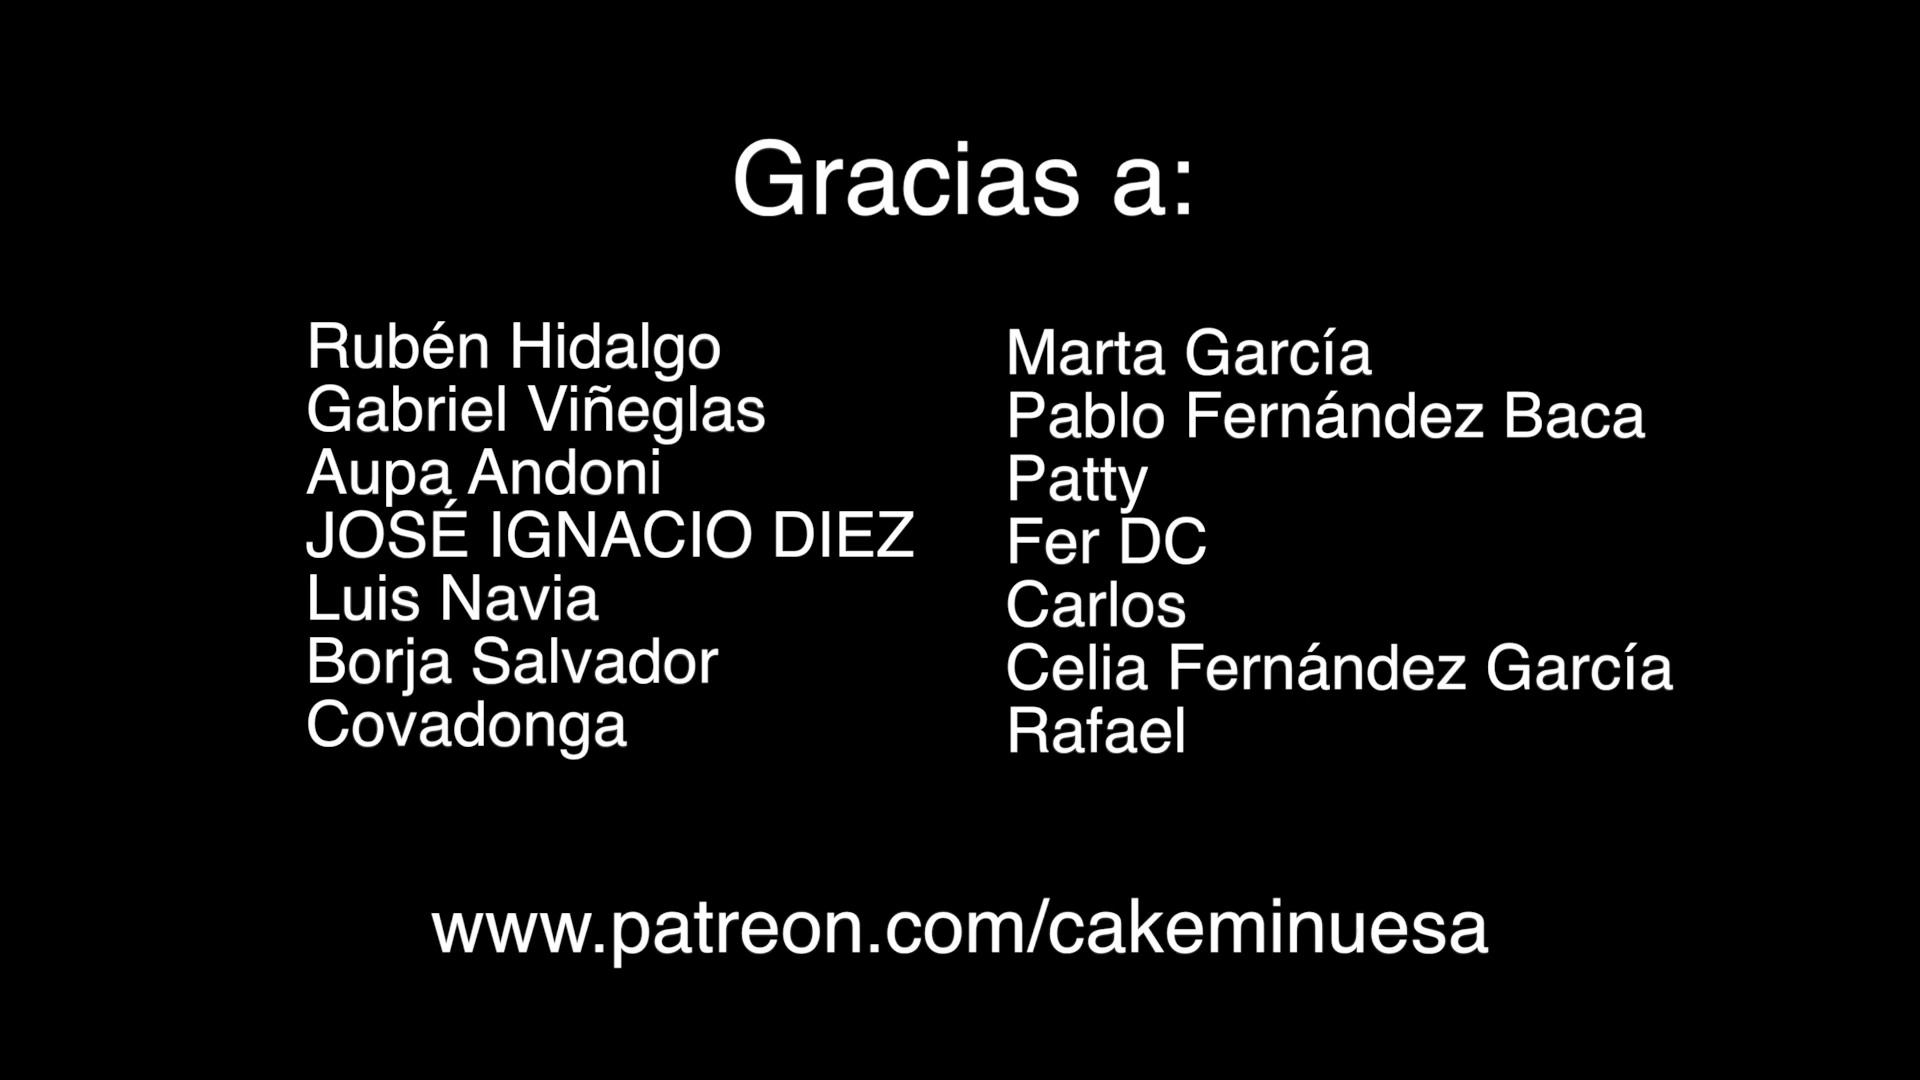 Gracias a:
Rubén Hidalgo
Gabriel Viñeglas
Aupa Andoni
JOSÉ IGNACIO DIEZ
Luis Navia
Borja Salvador
Covadonga
Marta García
Pablo Fernández Baca
Patty
Fer DC
Carlos
Celia Fernández García
Rafael
www.patreon.com/cakeminuesa